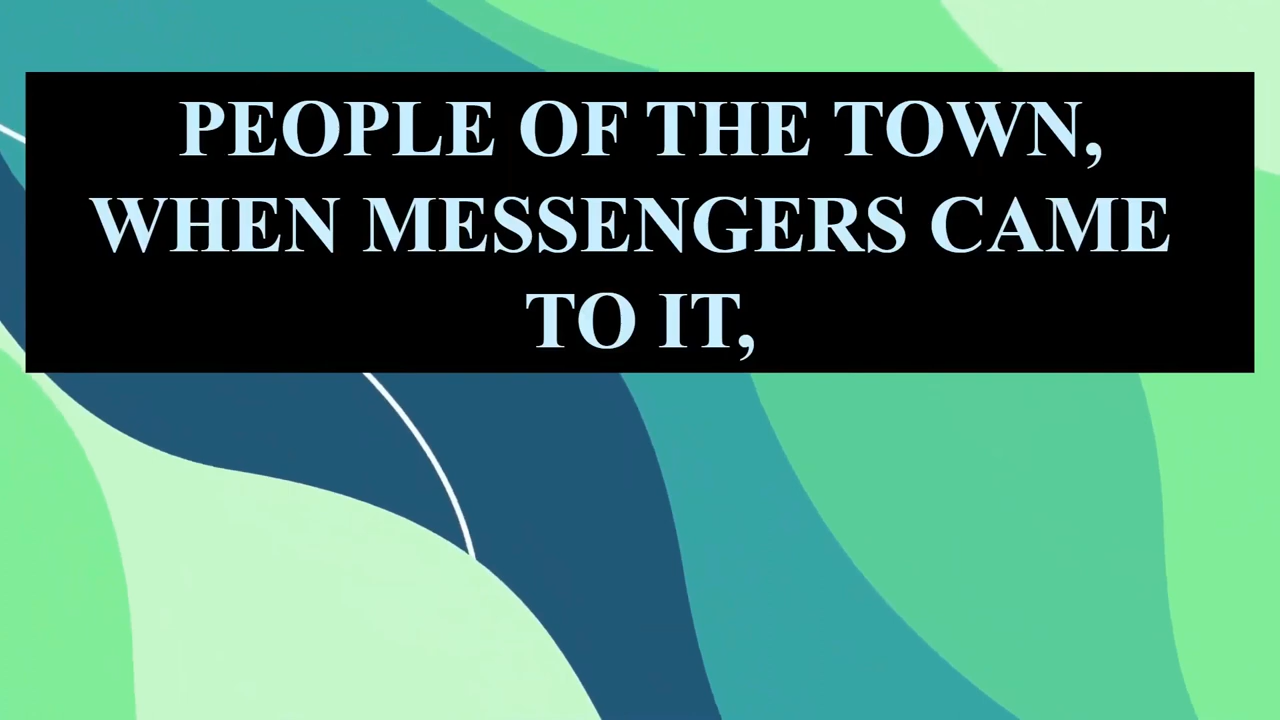 PEOPLE OF THE TOWN,
WHEN MESSENGERS CAME
TO IT,